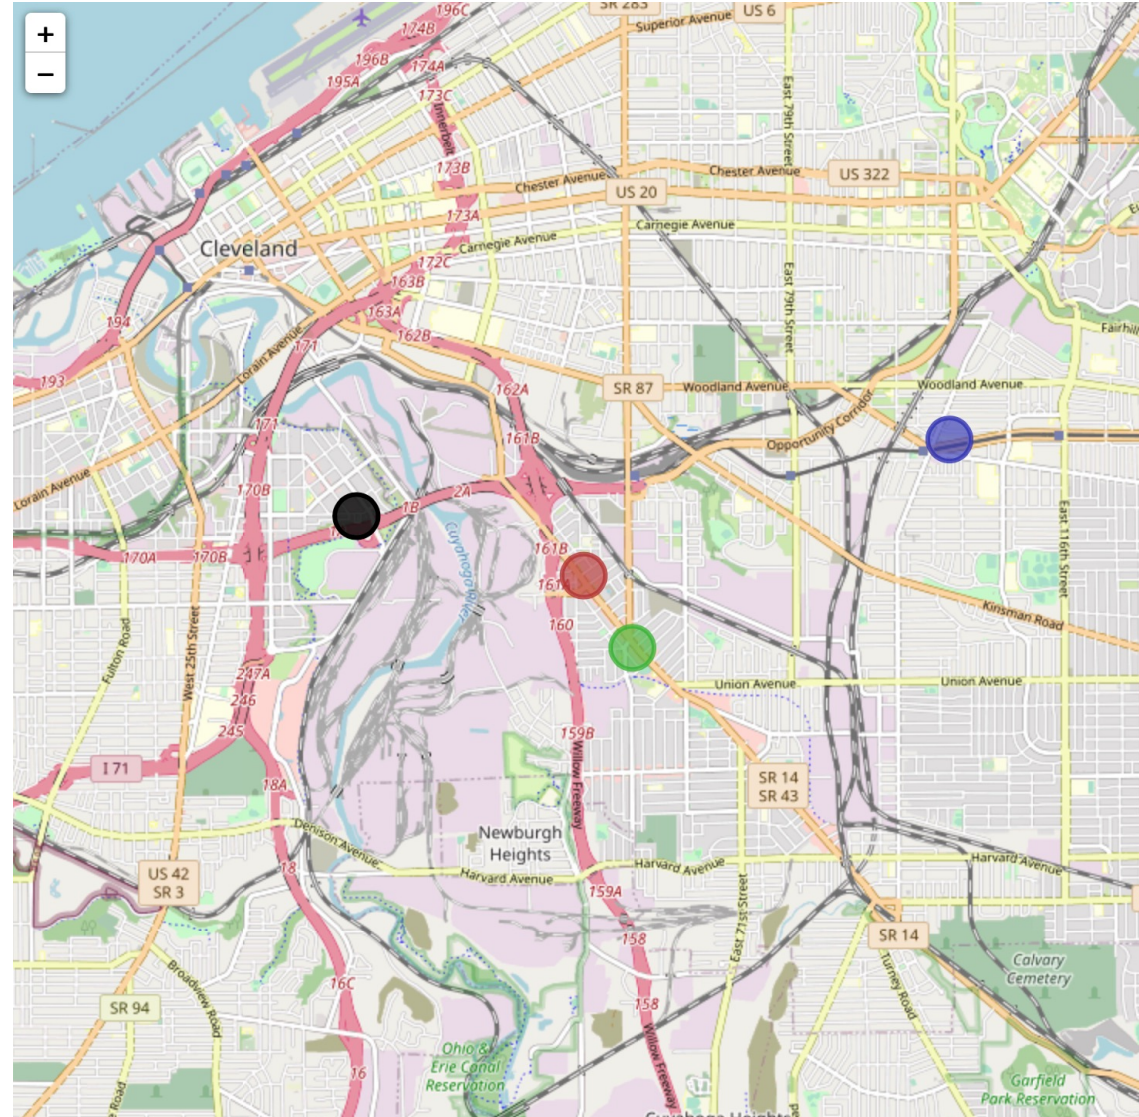 +
−
196C
174B
SR 283
US 6
Superior Avenue
196B
174A
195A
173C
Innerbelt
East 79th Street
173B
Chester Avenue
Chester Avenue
US 322
US 20
173A
Carnegie Avenue
Carnegie Avenue
Cleveland
172C
163B
163A
East 79th Street
194
162B
171
Lorain Avenue
Fairhil
193
162A
SR 87
Woodland Avenue
Woodland Avenue
171
161B
Opportunity Corridor
Lorain Avenue
170B
2A
1B
170A
170B
Cuyahoga River
161B
161A
East 116th Street
Kinsman Road
160
Fulton Road
West 25th Street
247A
246
245
Union Avenue
Union Avenue
159B
I 71
Willow Freeway
SR 14
SR 43
18A
Denison Avenue
Newburgh
Heights
18
US 42
SR 3
Harvard Avenue
Harvard Avenue
Harvard Avenue
159A
East 71st Street
158
SR 14
Calvary
Cemetery
Broadview Road
16C
Turney Road
158
SR 94
Willow Freeway
Ohio &
Erie Canal
Reservation
16
Garfield
Park Reservation
e Road
Cuyahoga Heights